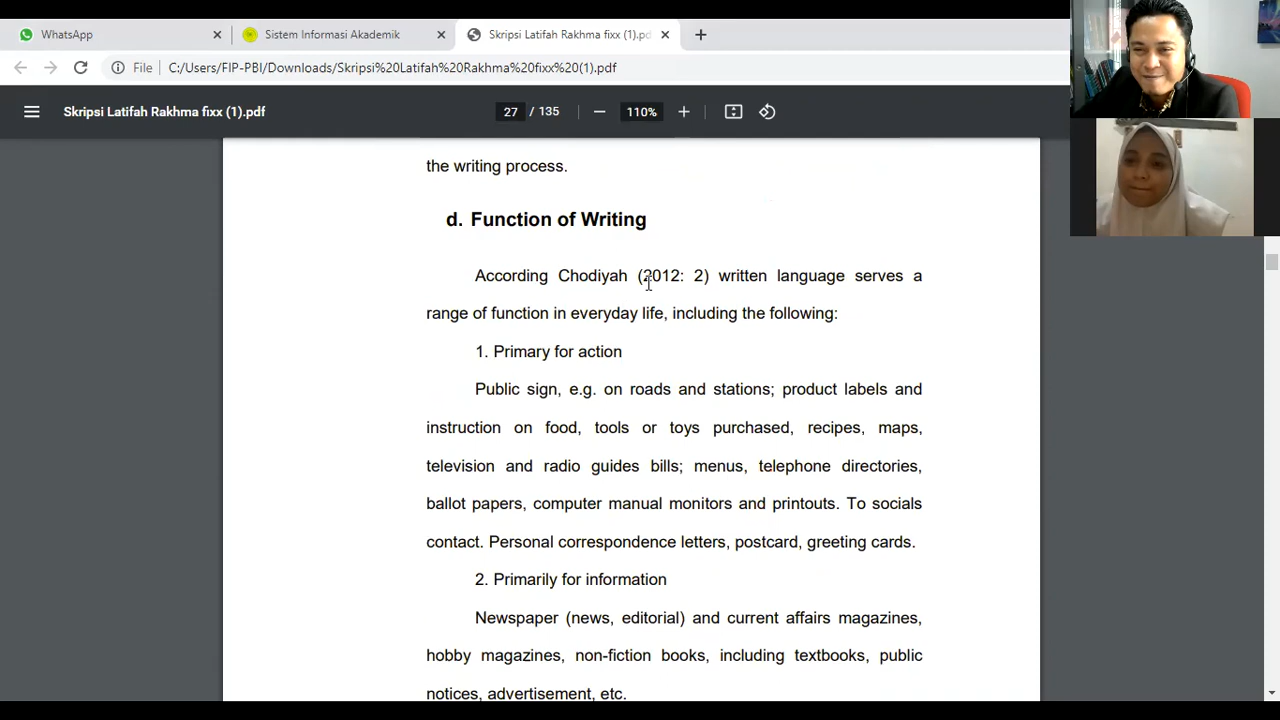 WhatsApp
Sistem Informasi Akademik
Skripsi Latifah Rakhma fixx (1).pd
File
C:/Users/FIP-PBI/Downloads/Skripsi%20Latifah%20Rakhma%20fixx%20(1).pdf
Skripsi Latifah Rakhma fixx (1).pdf
27 / 135
110%
the writing process.
d. Function of Writing
According Chodiyah (2012: 2) written language serves a
range of function in everyday life, including the following:
1. Primary for action
Public sign, e.g. on roads and stations; product labels and
instruction on food, tools or toys purchased, recipes, maps,
television and radio guides bills; menus, telephone directories,
ballot papers, computer manual monitors and printouts. To socials
contact. Personal correspondence letters, postcard, greeting cards.
2. Primarily for information
Newspaper (news, editorial) and current affairs magazines,
hobby magazines, non-fiction books, including textbooks, public
notices, advertisement, etc.